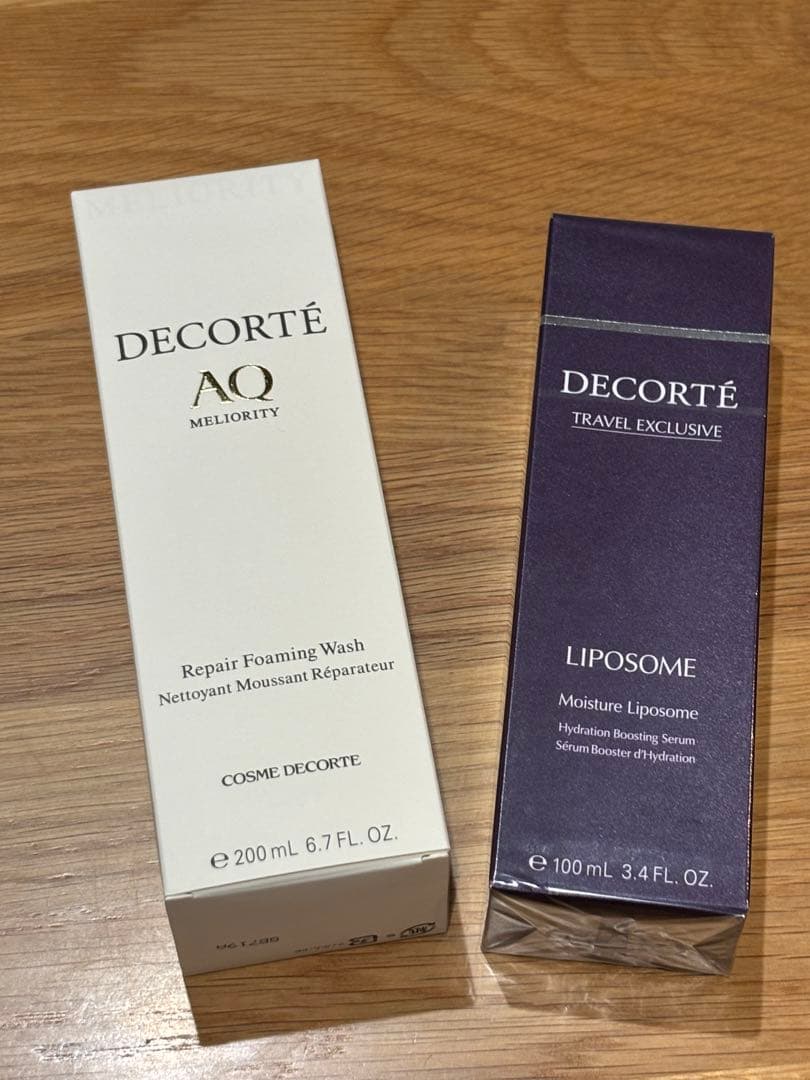 MELIORITY
DECORTÉ
AQ
MELIORITY
Repair Foaming Wash
Nettoyant Moussant Réparateur
COSME DECORTE
℮ 200 mL 6.7 FL. OZ.
DECORTÉ
TRAVEL EXCLUSIVE
LIPOSOME
Moisture Liposome
Hydration Boosting Serum
Sérum Booster d'Hydration
℮ 100 mL 3.4 FL. OZ.